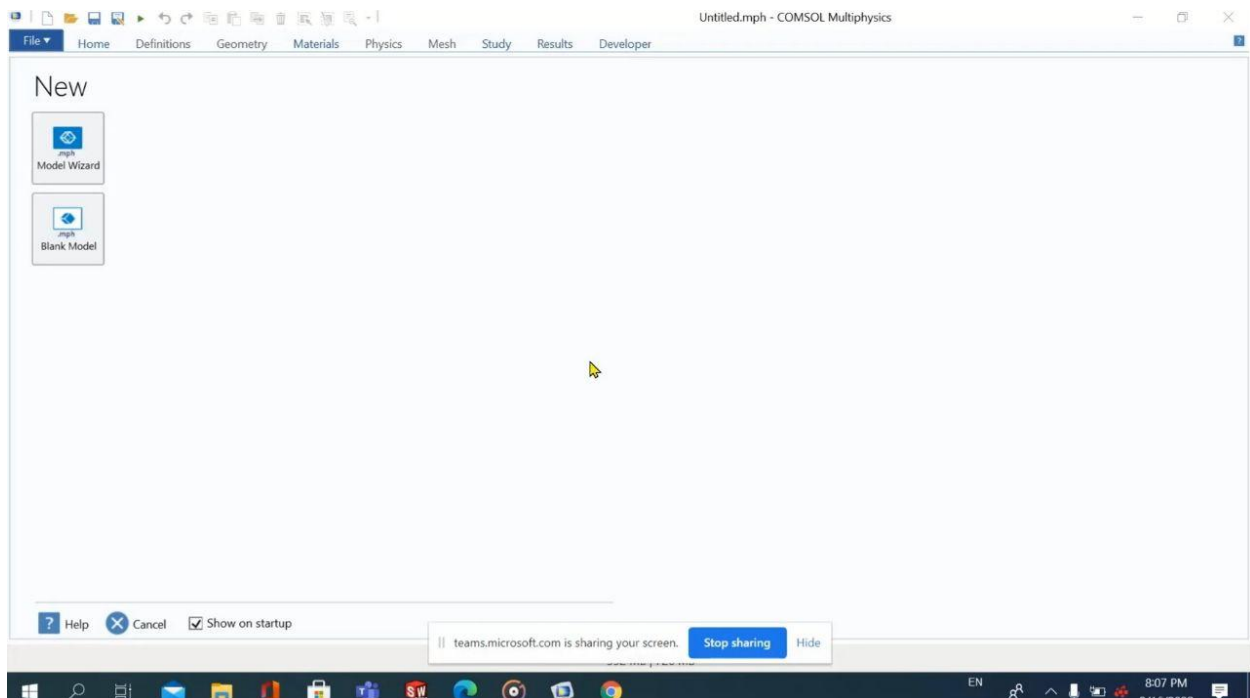 Untitled.mph - COMSOL Multiphysics
File Home Definitions Geometry Materials Physics Mesh Study Results Developer
New
.mph
Model Wizard
.mph
Blank Model
Help Cancel Show on startup
teams.microsoft.com is sharing your screen. Stop sharing Hide
EN
8:07 PM